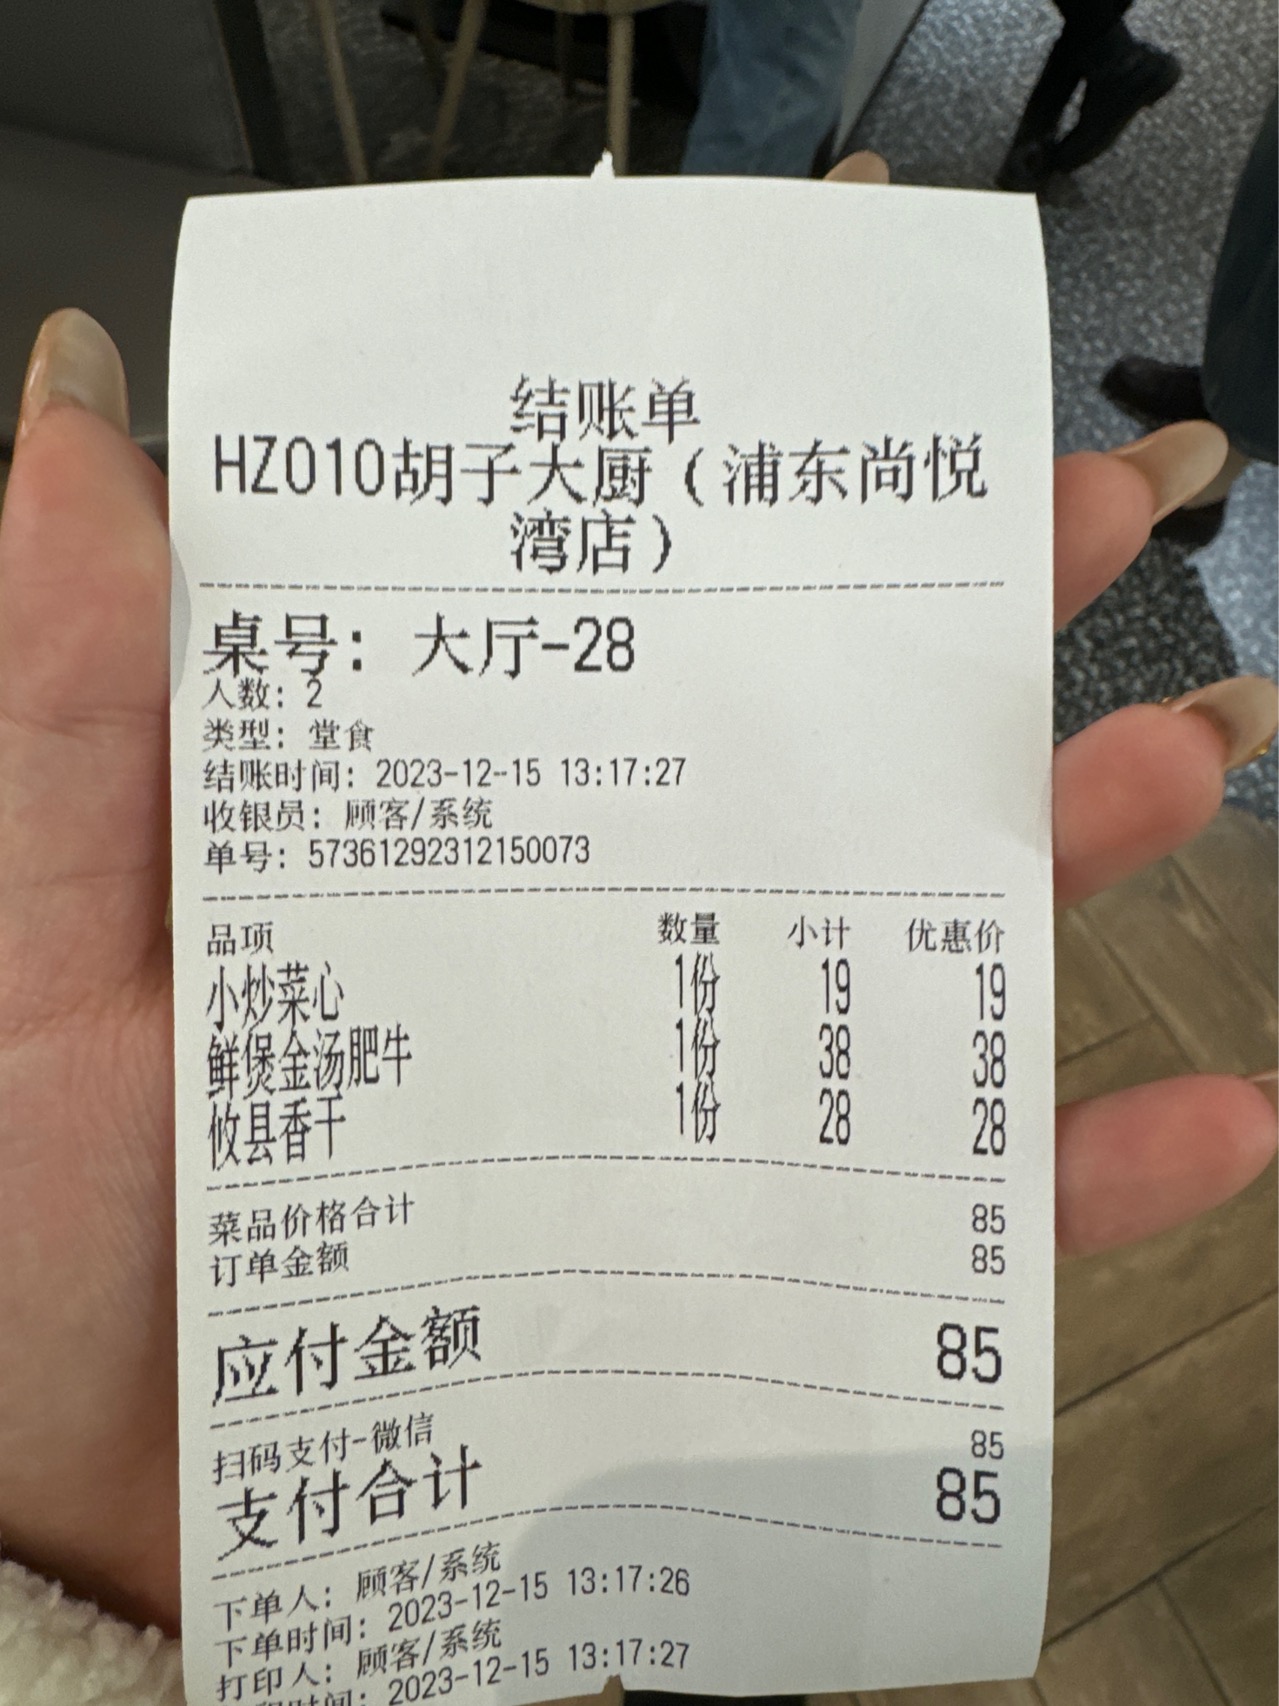 结账单
HZ010胡子大厨(浦东尚悦
湾店)
桌号: 大厅-28
人数: 2
类型: 堂食
结账时间: 2023-12-15 13:17:27
收银员: 顾客/系统
单号: 57361292312150073
品项 数量 小计 优惠价
小炒菜心 1份 19 19
鲜煲金汤肥牛 1份 38 38
攸县香干 1份 28 28
菜品价格合计 85
订单金额 85
应付金额 85
扫码支付-微信 85
支付合计 85
下单人: 顾客/系统
下单时间: 2023-12-15 13:17:26
打印人: 顾客/系统
时间: 2023-12-15 13:17:27